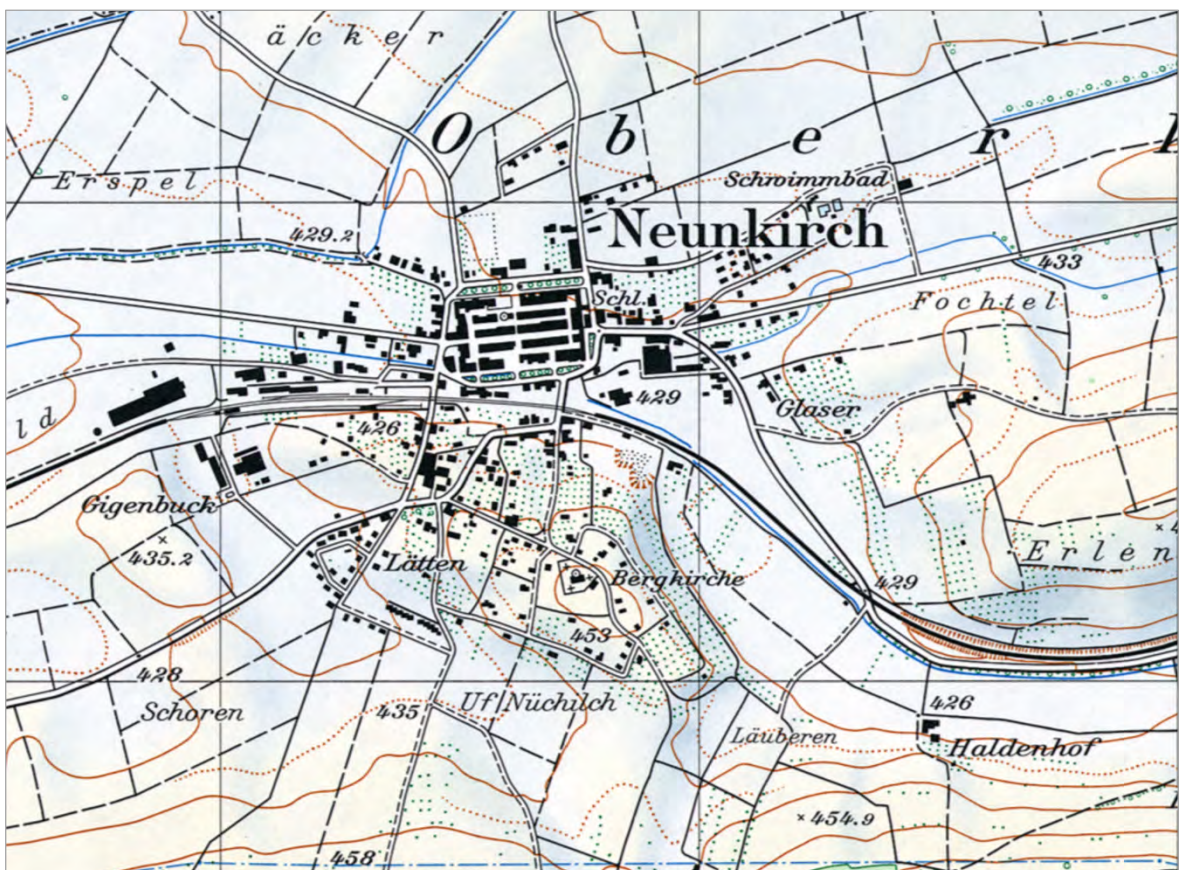 äcker
O b e r
Erspel
Schwimmbad
429.2
Neunkirch
433
Schl.
Fochtel
429
Glaser
ld
426
Gigenbuck
435.2
Lätten
Bergkirche
Erlen
429
453
428
Schoren
435
Uf Nüchilch
426
Läuberen
Haldenhof
454.9
458